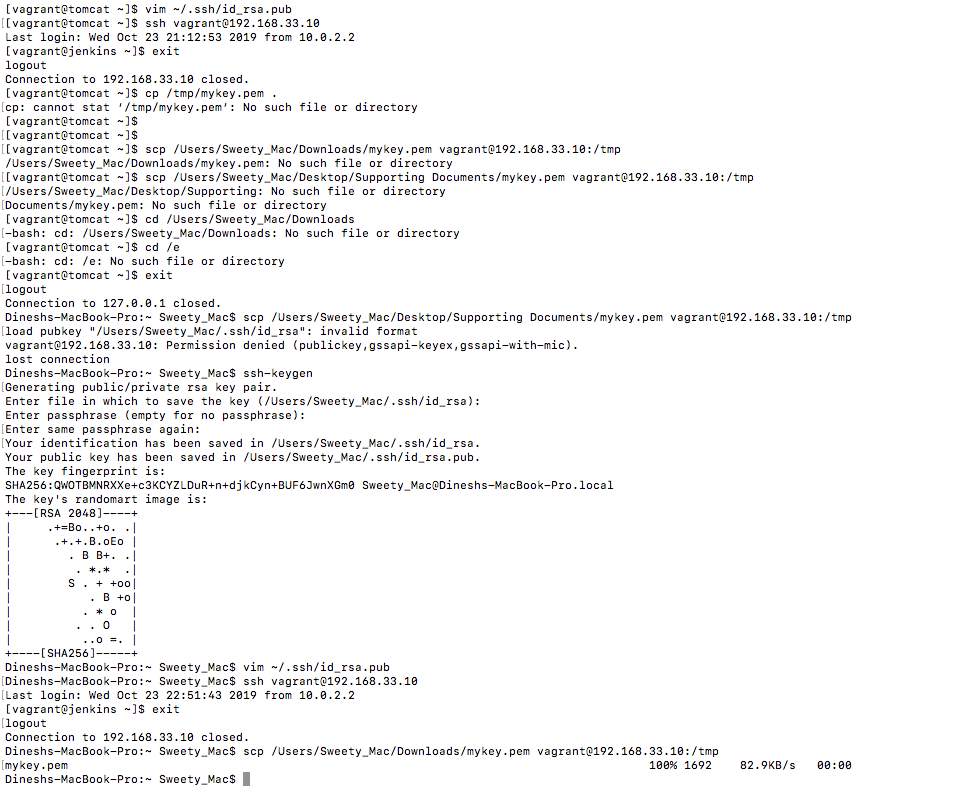 [vagrant@tomcat ~]$ vim ~/.ssh/id_rsa.pub
[[vagrant@tomcat ~]$ ssh vagrant@192.168.33.10
Last login: Wed Oct 23 21:12:53 2019 from 10.0.2.2
[vagrant@jenkins ~]$ exit
logout
Connection to 192.168.33.10 closed.
[vagrant@tomcat ~]$ cp /tmp/mykey.pem .
[cp: cannot stat ‘/tmp/mykey.pem’: No such file or directory
[vagrant@tomcat ~]$
[[vagrant@tomcat ~]$
[[vagrant@tomcat ~]$ scp /Users/Sweety_Mac/Downloads/mykey.pem vagrant@192.168.33.10:/tmp
/Users/Sweety_Mac/Downloads/mykey.pem: No such file or directory
[[vagrant@tomcat ~]$ scp /Users/Sweety_Mac/Desktop/Supporting Documents/mykey.pem vagrant@192.168.33.10:/tmp
[/Users/Sweety_Mac/Desktop/Supporting: No such file or directory
[Documents/mykey.pem: No such file or directory
[vagrant@tomcat ~]$ cd /Users/Sweety_Mac/Downloads
[-bash: cd: /Users/Sweety_Mac/Downloads: No such file or directory
[vagrant@tomcat ~]$ cd /e
[-bash: cd: /e: No such file or directory
[vagrant@tomcat ~]$ exit
[logout
Connection to 127.0.0.1 closed.
Dineshs-MacBook-Pro:~ Sweety_Mac$ scp /Users/Sweety_Mac/Desktop/Supporting Documents/mykey.pem vagrant@192.168.33.10:/tmp
[load pubkey "/Users/Sweety_Mac/.ssh/id_rsa": invalid format
vagrant@192.168.33.10: Permission denied (publickey,gssapi-keyex,gssapi-with-mic).
lost connection
Dineshs-MacBook-Pro:~ Sweety_Mac$ ssh-keygen
[Generating public/private rsa key pair.
Enter file in which to save the key (/Users/Sweety_Mac/.ssh/id_rsa):
Enter passphrase (empty for no passphrase):
[Enter same passphrase again:
[Your identification has been saved in /Users/Sweety_Mac/.ssh/id_rsa.
Your public key has been saved in /Users/Sweety_Mac/.ssh/id_rsa.pub.
The key fingerprint is:
SHA256:QWOTBMNRXXe+c3KCYZLDuR+n+djkCyn+BUF6JwnXGm0 Sweety_Mac@Dineshs-MacBook-Pro.local
The key's randomart image is:
+---[RSA 2048]----+
|     .+=Bo..+o. .|
|      .+.+.B.oEo |
|        . B B+. .|
|         . *.*  .|
|        S . + +oo|
|           . B +o|
|          . * o  |
|         . . O   |
|          ..o =. |
+----[SHA256]-----+
Dineshs-MacBook-Pro:~ Sweety_Mac$ vim ~/.ssh/id_rsa.pub
[Dineshs-MacBook-Pro:~ Sweety_Mac$ ssh vagrant@192.168.33.10
[Last login: Wed Oct 23 22:51:43 2019 from 10.0.2.2
[vagrant@jenkins ~]$ exit
[logout
Connection to 192.168.33.10 closed.
Dineshs-MacBook-Pro:~ Sweety_Mac$ scp /Users/Sweety_Mac/Downloads/mykey.pem vagrant@192.168.33.10:/tmp
[mykey.pem 100% 1692 82.9KB/s 00:00
Dineshs-MacBook-Pro:~ Sweety_Mac$